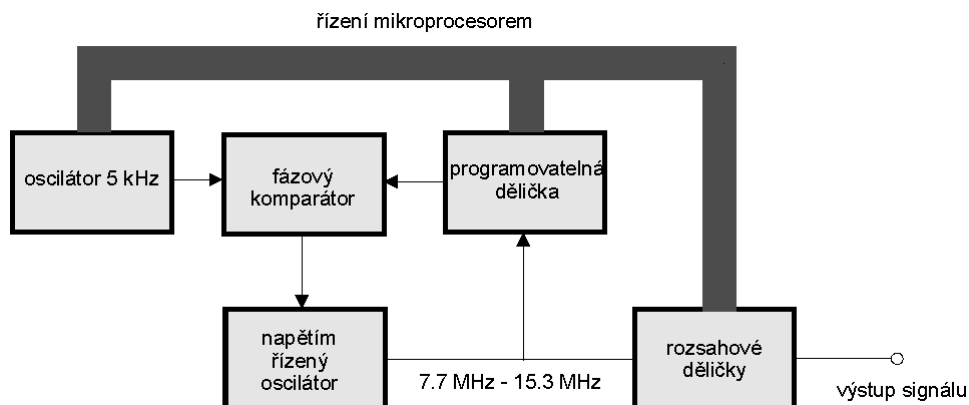 řízení mikroprocesorem
oscilátor 5 kHz
fázový
komparátor
programovatelná
dělička
napětím
řízený
oscilátor
7.7 MHz - 15.3 MHz
rozsahové
děličky
výstup signálu